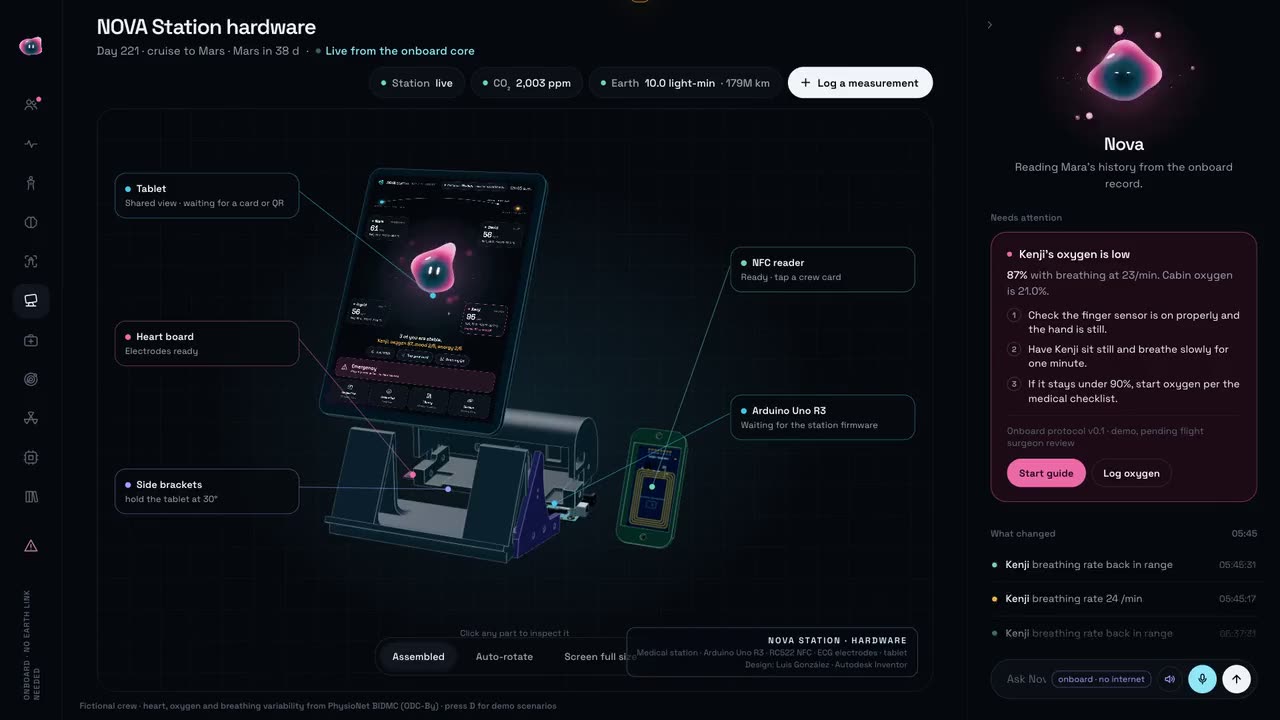 NOVA Station hardware
Day 221 · cruise to Mars · Mars in 38 d · Live from the onboard core
Station live
CO₂ 2,003 ppm
Earth 10.0 light-min · 179M km
+ Log a measurement
Tablet
Shared view · waiting for a card or QR
Heart board
Electrodes ready
Side brackets
hold the tablet at 30°
NFC reader
Ready · tap a crew card
Arduino Uno R3
Waiting for the station firmware
61
56
56
95
Emergency
Click any part to inspect it
Assembled
Auto-rotate
Screen full size
NOVA STATION · HARDWARE
Medical station · Arduino Uno R3 · RC522 NFC · ECG electrodes · tablet
Design: Luis González · Autodesk Inventor
Fictional crew · heart, oxygen and breathing variability from PhysioNet BIDMC (ODC-By) · press D for demo scenarios
ONBOARD · NO EARTH LINK
NEEDED
Nova
Reading Mara's history from the onboard
record.
Needs attention
Kenji's oxygen is low
87% with breathing at 23/min. Cabin oxygen
is 21.0%.
1 Check the finger sensor is on properly and
the hand is still.
2 Have Kenji sit still and breathe slowly for
one minute.
3 If it stays under 90%, start oxygen per the
medical checklist.
Onboard protocol v0.1 · demo, pending flight
surgeon review
Start guide
Log oxygen
What changed 05:45
Kenji breathing rate back in range 05:45:31
Kenji breathing rate 24 /min 05:45:17
Kenji breathing rate back in range
Ask Nov
onboard · no internet